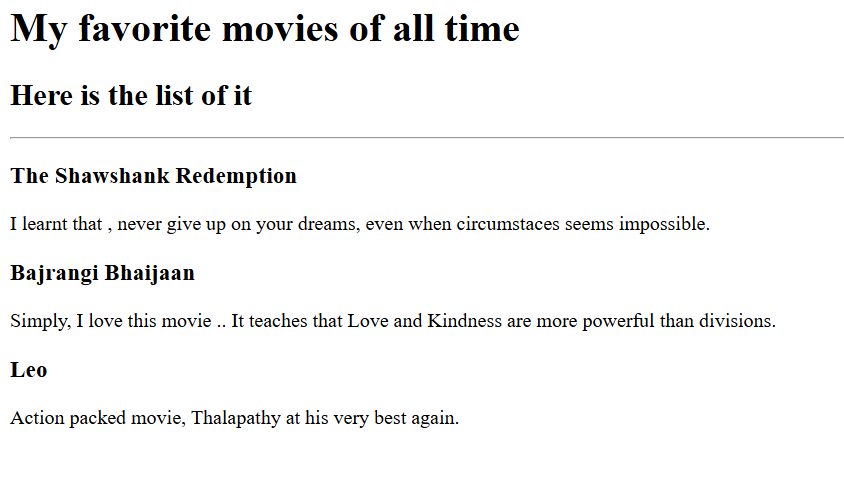 My favorite movies of all time
Here is the list of it
The Shawshank Redemption
I learnt that , never give up on your dreams, even when circumstaces seems impossible.
Bajrangi Bhaijaan
Simply, I love this movie .. It teaches that Love and Kindness are more powerful than divisions.
Leo
Action packed movie, Thalapathy at his very best again.